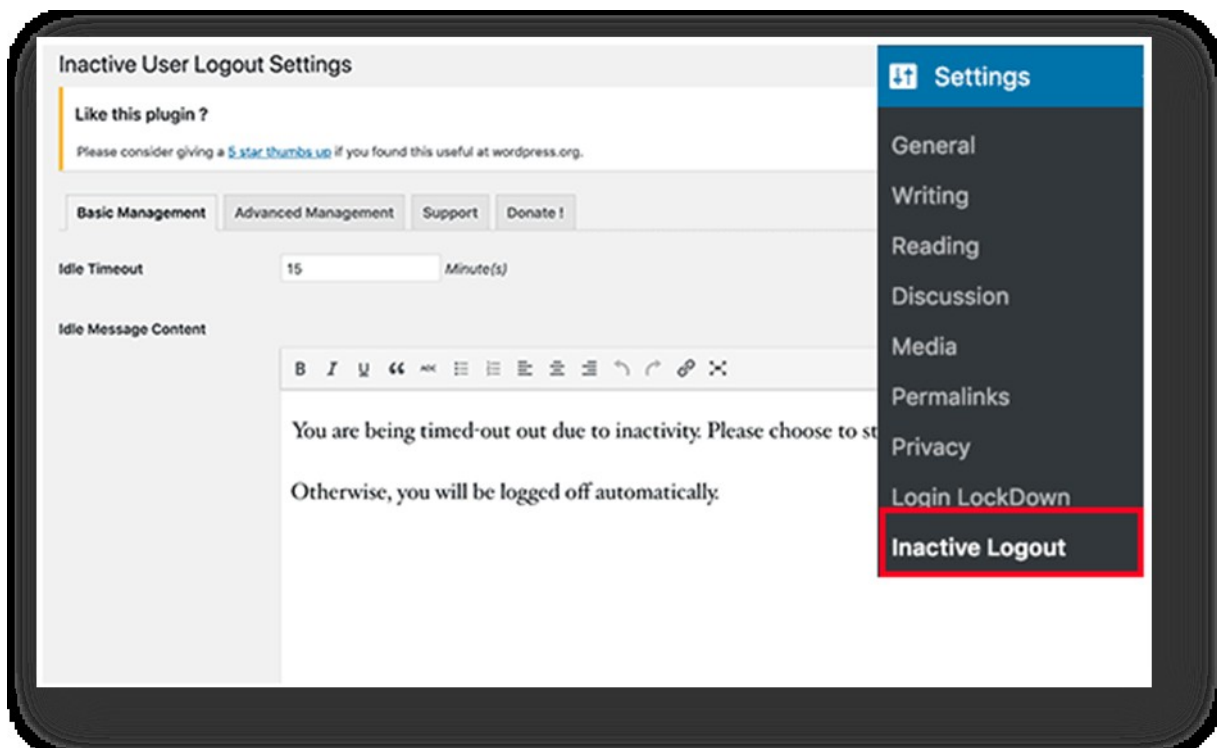 Inactive User Logout Settings
Like this plugin ?
Please consider giving a 5 star thumbs up if you found this useful at wordpress.org.
Basic Management Advanced Management Support Donate !
Idle Timeout 15 Minute(s)
Idle Message Content
B I U “ ABC
You are being timed-out out due to inactivity. Please choose to st
Otherwise, you will be logged off automatically.
Settings
General
Writing
Reading
Discussion
Media
Permalinks
Privacy
Login LockDown
Inactive Logout